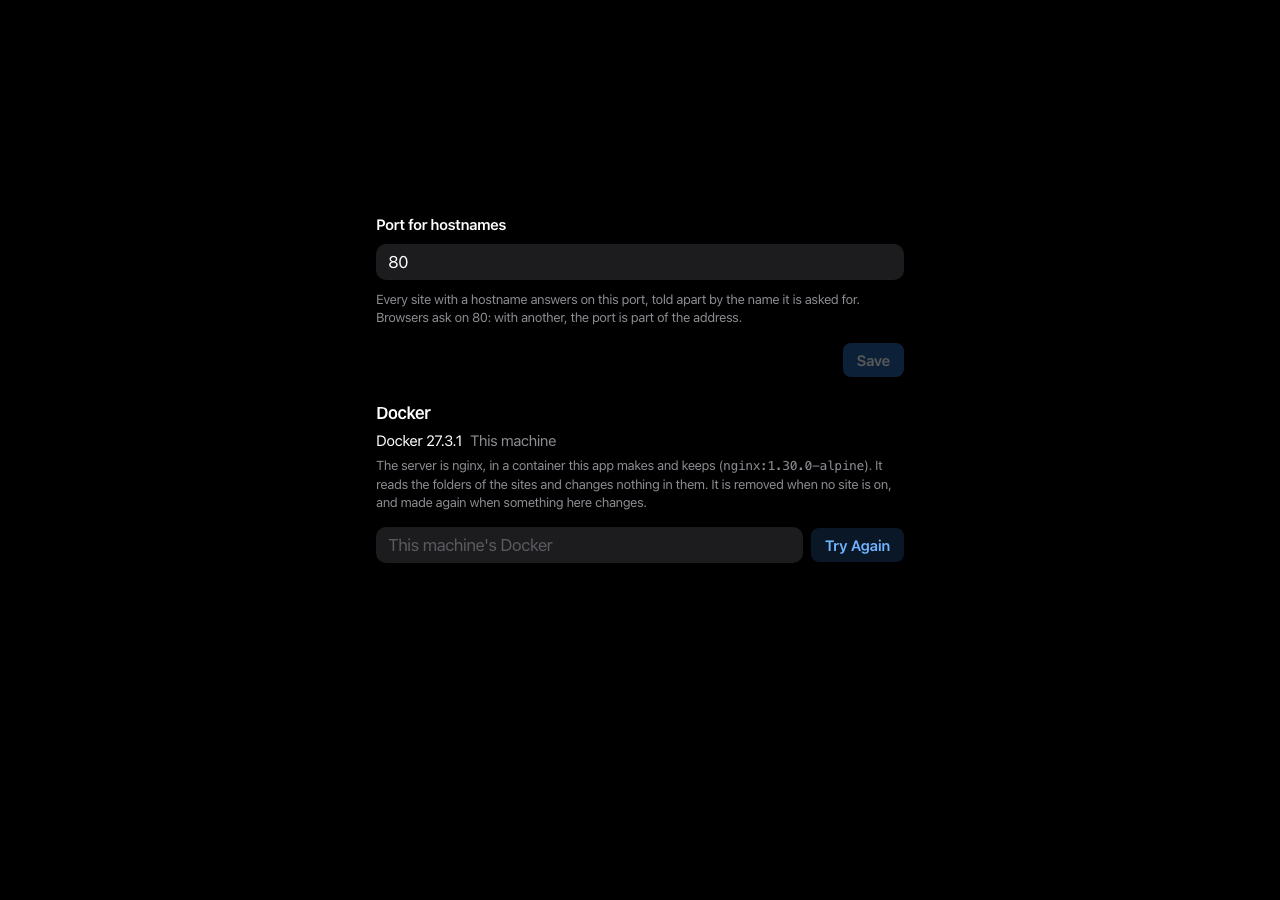 Port for hostnames
80
Every site with a hostname answers on this port, told apart by the name it is asked for.
Browsers ask on 80: with another, the port is part of the address.
Save
Docker
Docker 27.3.1 This machine
The server is nginx, in a container this app makes and keeps (nginx:1.30.0-alpine). It
reads the folders of the sites and changes nothing in them. It is removed when no site is on,
and made again when something here changes.
This machine's Docker
Try Again